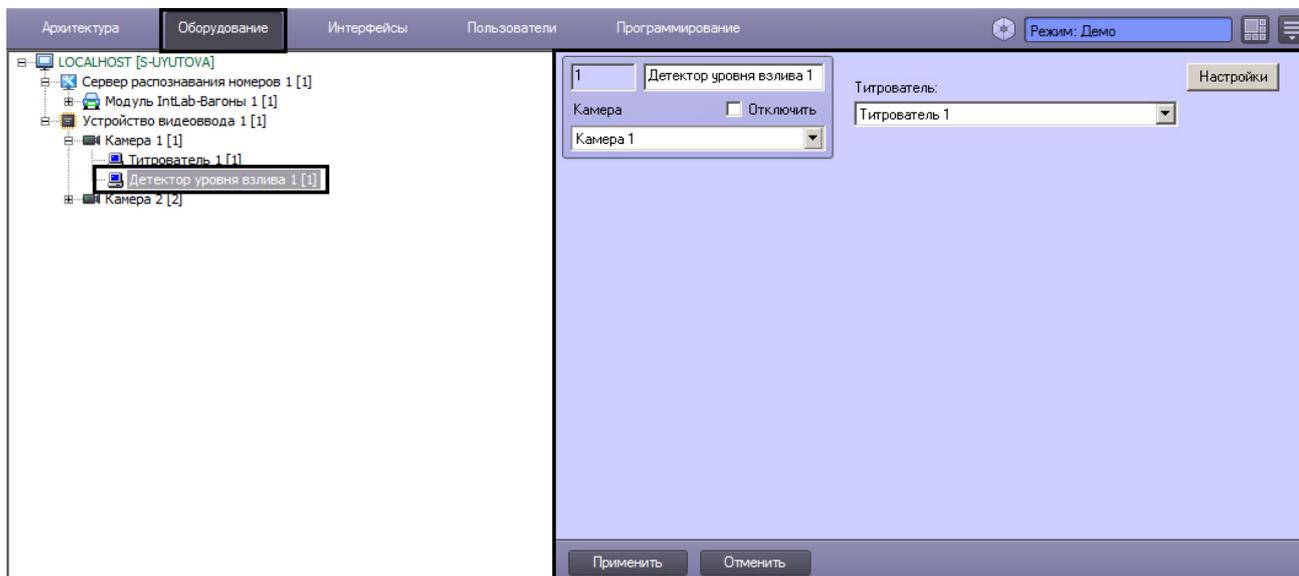 Архитектура Оборудование Интерфейсы Пользователи Программирование Режим: Демо
LOCALHOST [S-UYUTOVA]
Сервер распознавания номеров 1 [1]
Модуль IntLab-Вагоны 1 [1]
Устройство видеоввода 1 [1]
Камера 1 [1]
Титрователь 1 [1]
Детектор уровня взлива 1 [1]
Камера 2 [2]
1 Детектор уровня взлива 1
Камера Отключить
Камера 1
Титрователь:
Титрователь 1
Настройки
Применить Отменить